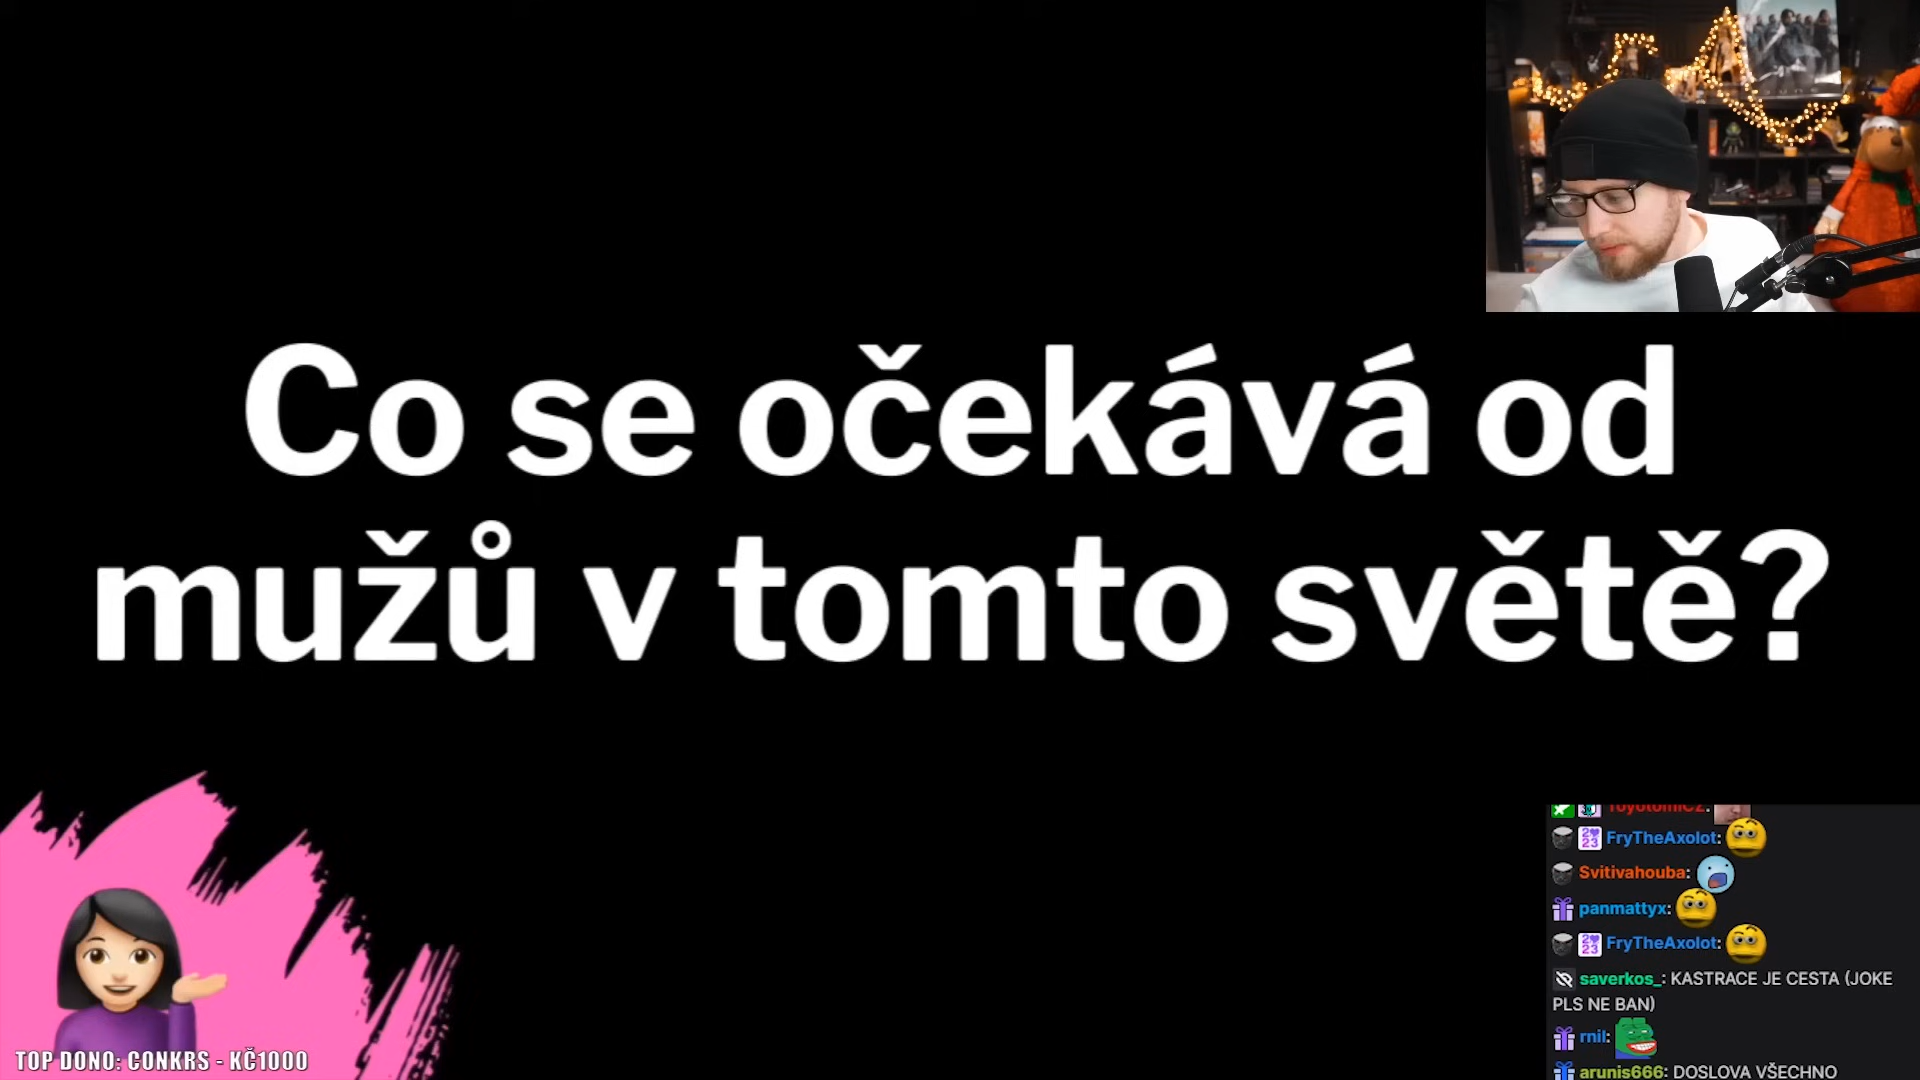 Co se očekává od
mužů v tomto světě?
ToyotomiCZ:
FryTheAxolot:
Svitivahouba:
panmattyx:
FryTheAxolot:
saverkos_: KASTRACE JE CESTA (JOKE
PLS NE BAN)
rnil:
arunis666: DOSLOVA VŠECHNO
TOP DONO: CONKRS - KČ1000